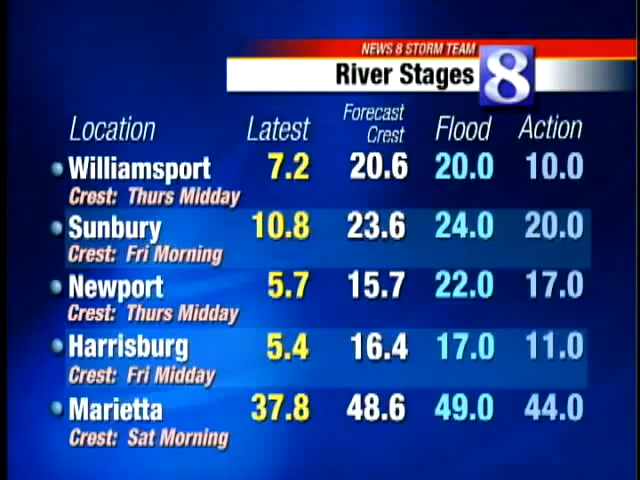 NEWS 8 STORM TEAM
River Stages 8
Location Latest Forecast Crest Flood Action
Williamsport 7.2 20.6 20.0 10.0
Crest: Thurs Midday
Sunbury 10.8 23.6 24.0 20.0
Crest: Fri Morning
Newport 5.7 15.7 22.0 17.0
Crest: Thurs Midday
Harrisburg 5.4 16.4 17.0 11.0
Crest: Fri Midday
Marietta 37.8 48.6 49.0 44.0
Crest: Sat Morning